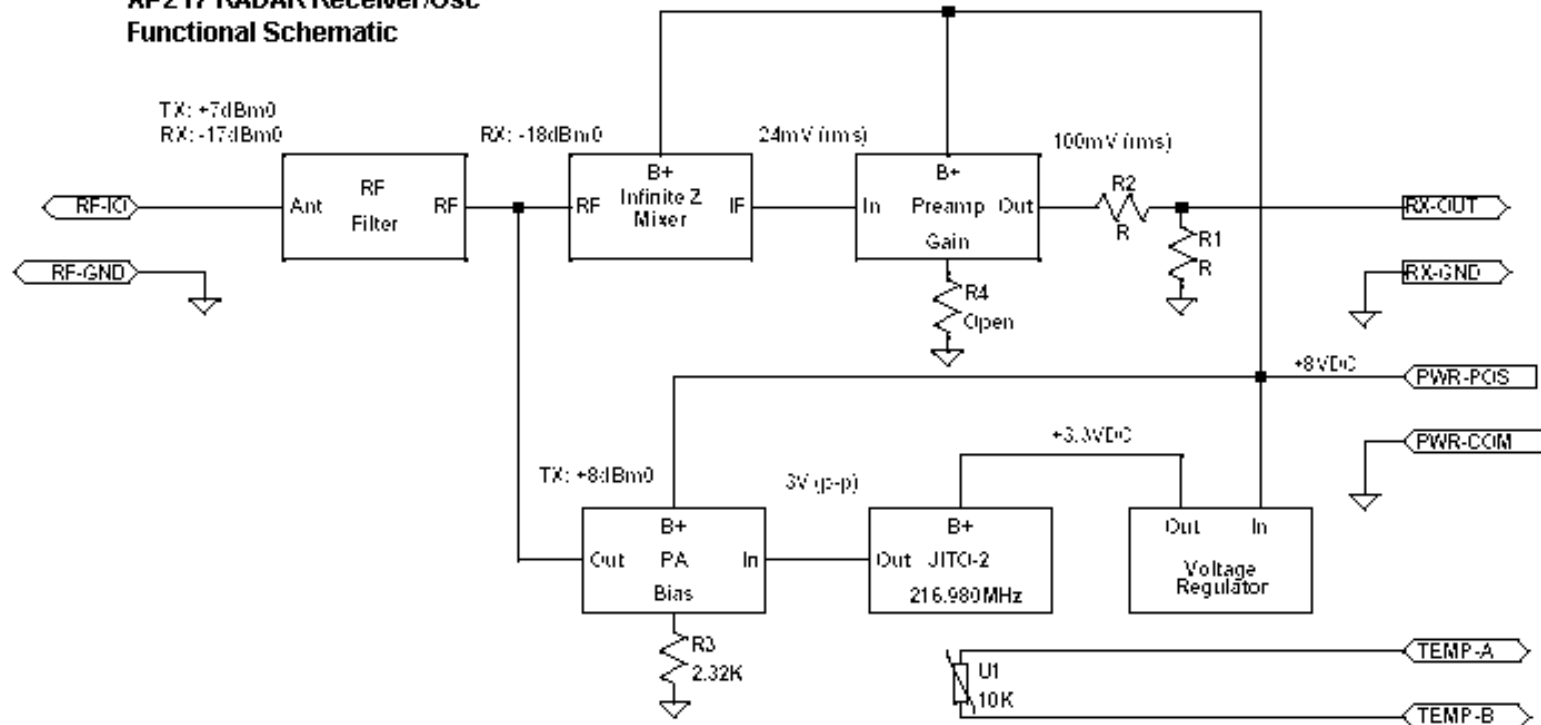 RADAR Receiver/Osc
Functional Schematic
TX: +7dBm0
RX: -17dBm0
RX: -18dBm0
24mV (rms)
100mV (rms)
B+
B+
RF-IO
Ant
RF
Filter
RF
RF
Infinite Z
Mixer
IF
In
Preamp
Out
Gain
R2
R
RX-OUT
R1
R
RF-GND
RX-GND
R4
Open
+8VDC
PWR-POS
+3.3VDC
PWR-COM
TX: +8dBm0
3V (p-p)
B+
B+
Out
In
Out
PA
In
Out
JITO-2
Bias
216.980MHz
Voltage
Regulator
R3
2.32K
TEMP-A
U1
10K
TEMP-B